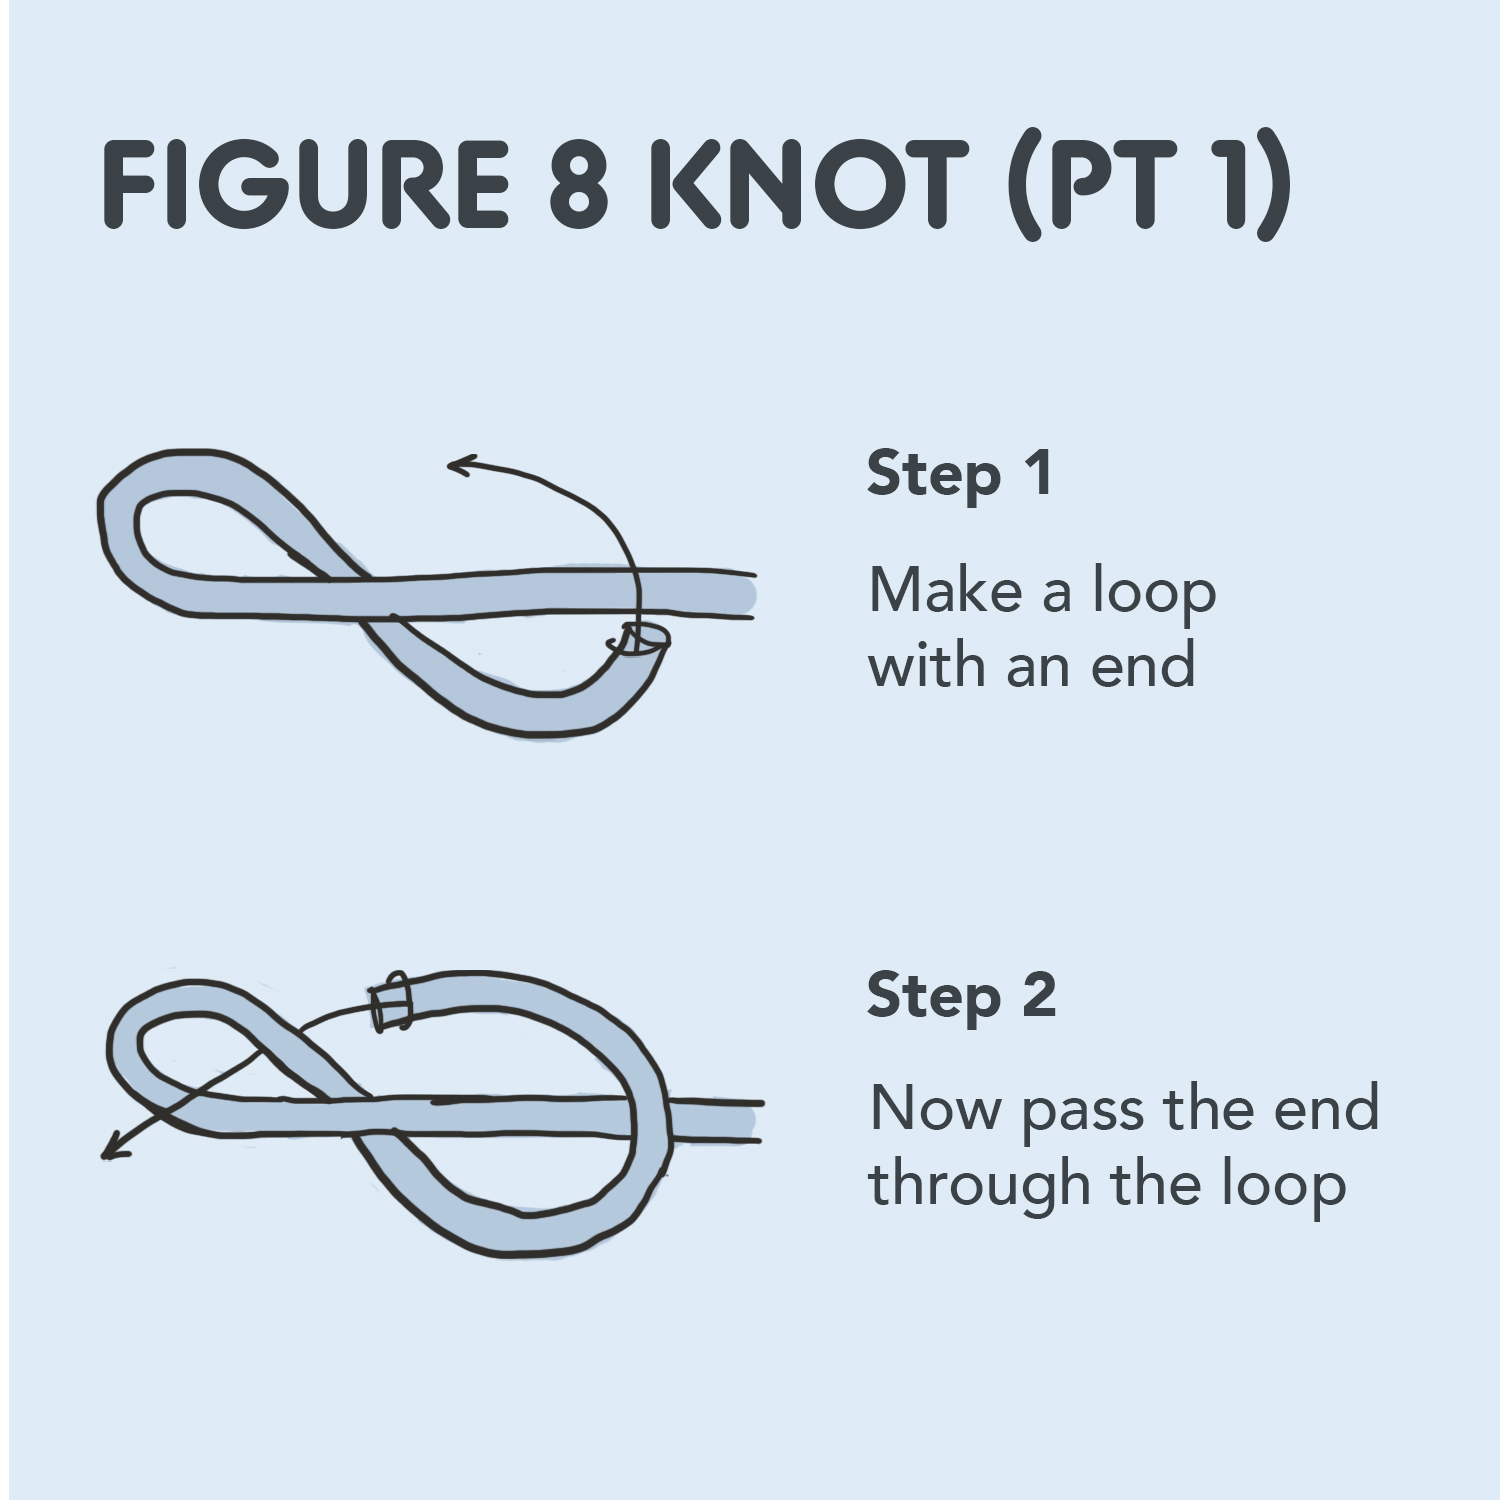 FIGURE 8 KNOT (PT 1)
Step 1
Make a loop
with an end
Step 2
Now pass the end
through the loop